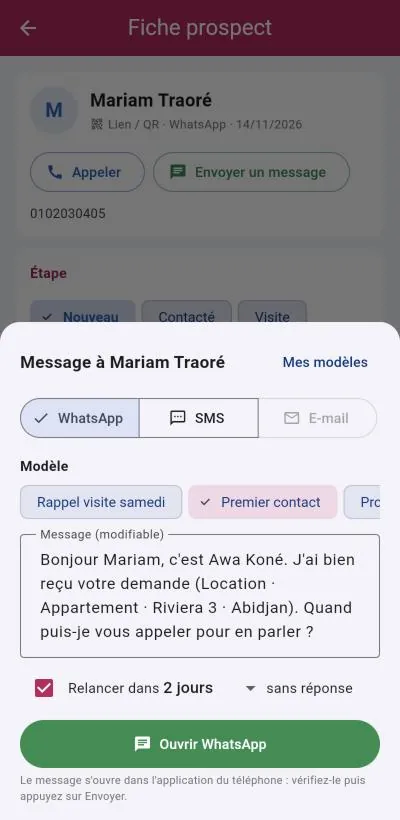 Fiche prospect
M
Mariam Traoré
Lien / QR · WhatsApp · 14/11/2026
Appeler
Envoyer un message
0102030405
Étape
Nouveau
Contacté
Visite
Message à Mariam Traoré
Mes modèles
WhatsApp
SMS
E-mail
Modèle
Rappel visite samedi
Premier contact
Pro
Message (modifiable)
Bonjour Mariam, c'est Awa Koné. J'ai bien
reçu votre demande (Location ·
Appartement · Riviera 3 · Abidjan). Quand
puis-je vous appeler pour en parler ?
Relancer dans 2 jours sans réponse
Ouvrir WhatsApp
Le message s'ouvre dans l'application du téléphone : vérifiez-le puis
appuyez sur Envoyer.